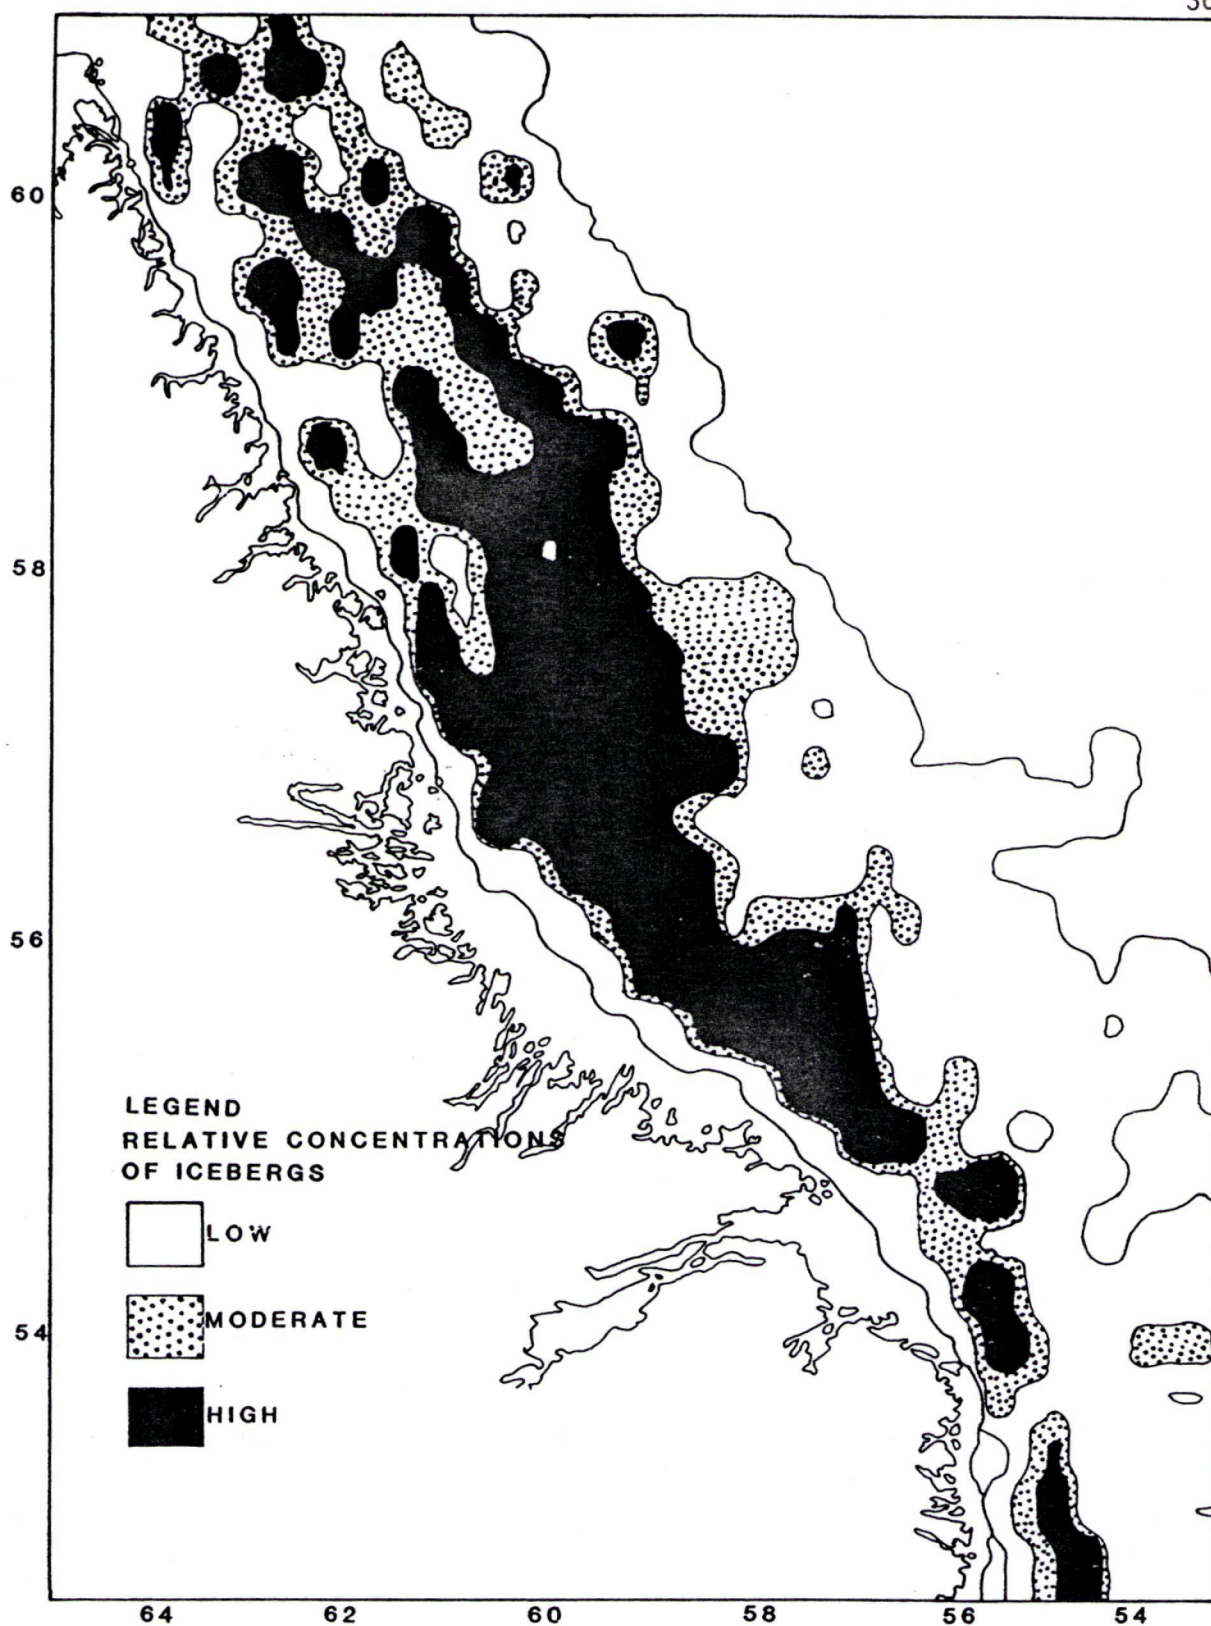 60
58
56
54
LEGEND
RELATIVE CONCENTRATIONS
OF ICEBERGS
LOW
MODERATE
HIGH
64 62 60 58 56 54